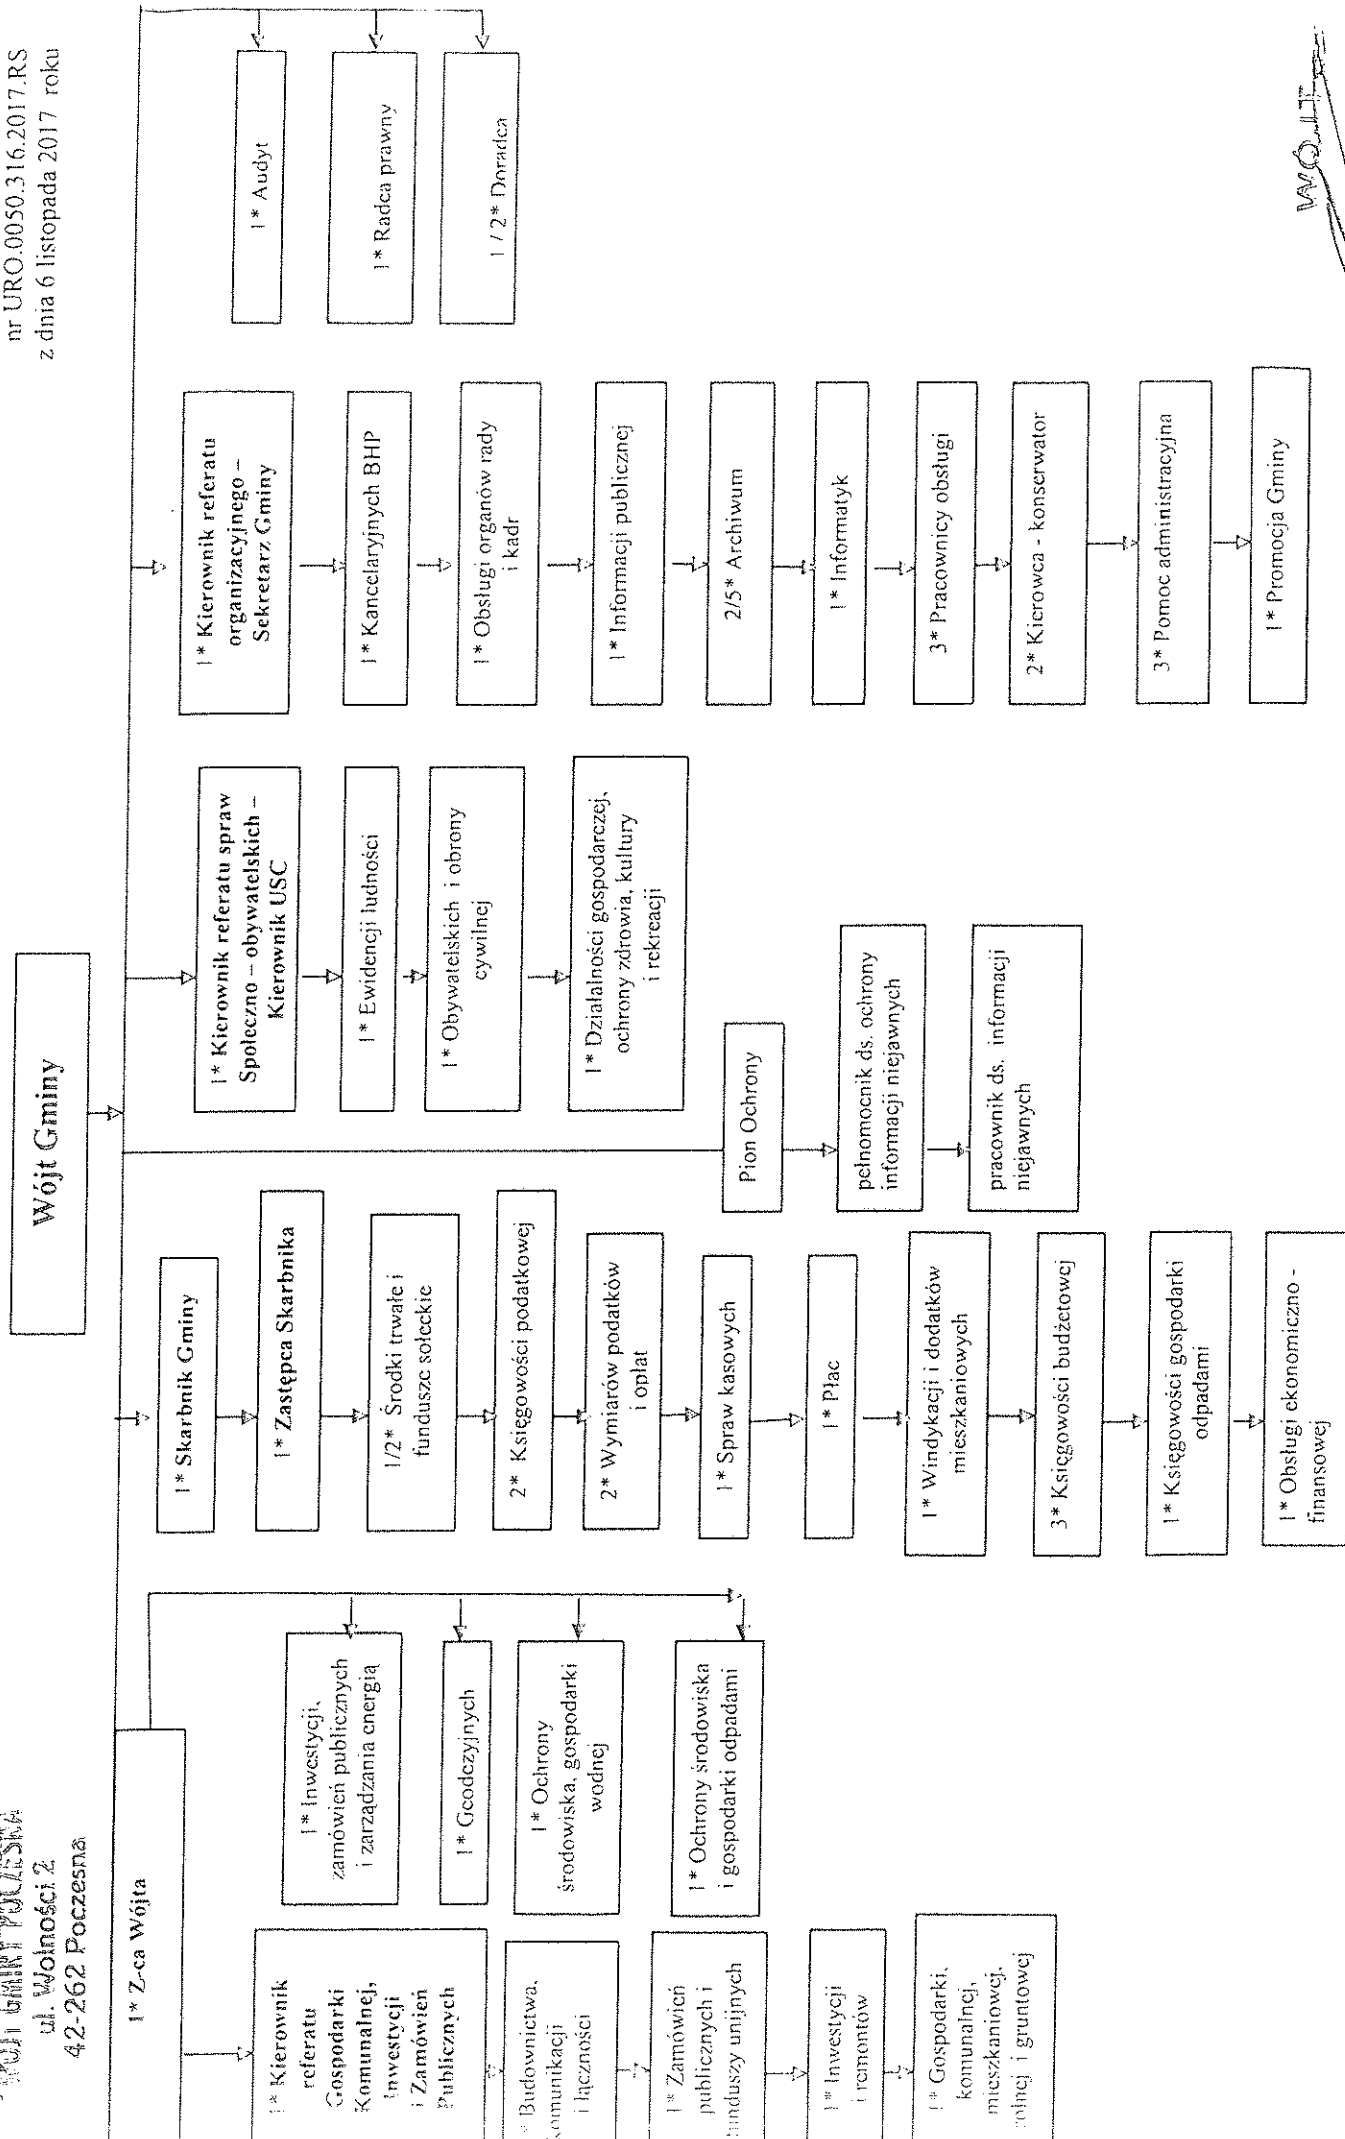 WÓJT GMINY POCZESNA
ul. Wolności 2
42-262 Poczesna
nr URO.0050.316.2017.RS
z dnia 6 listopada 2017 roku
Wójt Gminy
1* Z-ca Wójta
1* Kierownik
referatu
Gospodarki
Komunalnej,
Inwestycji
i Zamówień
Publicznych
* Budownictwa,
komunikacji
i łączności
1* Zamówień
publicznych i
funduszy unijnych
1* Inwestycji
i remontów
1* Gospodarki,
komunalnej,
mieszkaniowej,
rolnej i gruntowej
1* Inwestycji,
zamówień publicznych
i zarządzania energią
1* Geodezyjnych
1* Ochrony
środowiska, gospodarki
wodnej
1* Ochrony środowiska
i gospodarki odpadami
1* Skarbnik Gminy
1* Zastępca Skarbnika
1/2* Środki trwałe i
fundusze sołeckie
2* Księgowości podatkowej
2* Wymiarów podatków
i opłat
1* Spraw kasowych
1* Płac
1* Windykacji i dodatków
mieszkaniowych
3* Księgowości budżetowej
1* Księgowości gospodarki
odpadami
1* Obsługi ekonomiczno -
finansowej
Pion Ochrony
pełnomocnik ds. ochrony
informacji niejawnych
pracownik ds. informacji
niejawnych
1* Kierownik referatu spraw
Społeczno – obywatelskich –
Kierownik USC
1* Ewidencji ludności
1* Obywatelskich i obrony
cywilnej
1* Działalności gospodarczej,
ochrony zdrowia, kultury
i rekreacji
1* Kierownik referatu
organizacyjnego –
Sekretarz Gminy
1* Kancelaryjnych BHP
1* Obsługi organów rady
i kadr
1* Informacji publicznej
2/5* Archiwum
1* Informatyk
3* Pracownicy obsługi
2* Kierowca - konserwator
3* Pomoc administracyjna
1* Promocja Gminy
1* Audyt
1* Radca prawny
1 / 2* Doradca